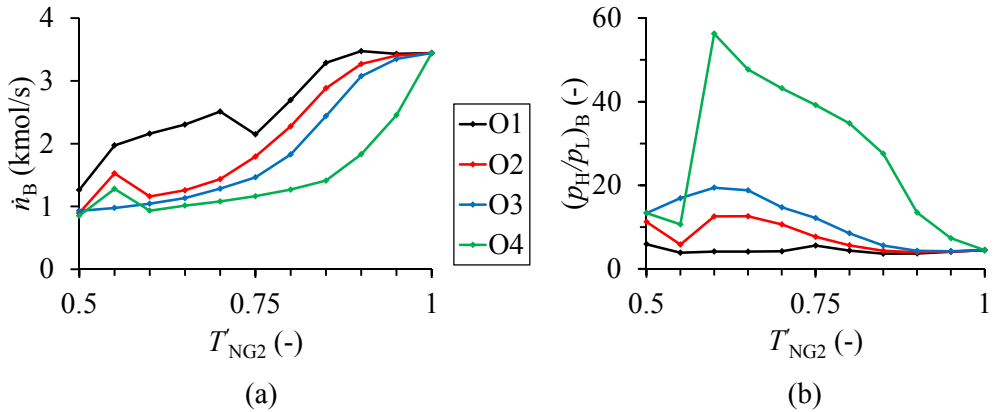 4
3
2
1
0
ṅB (kmol/s)
0.5
0.75
1
T′NG2 (-)
(a)
O1
O2
O3
O4
60
40
20
0
(pH/pL)B (-)
0.5
0.75
1
T′NG2 (-)
(b)